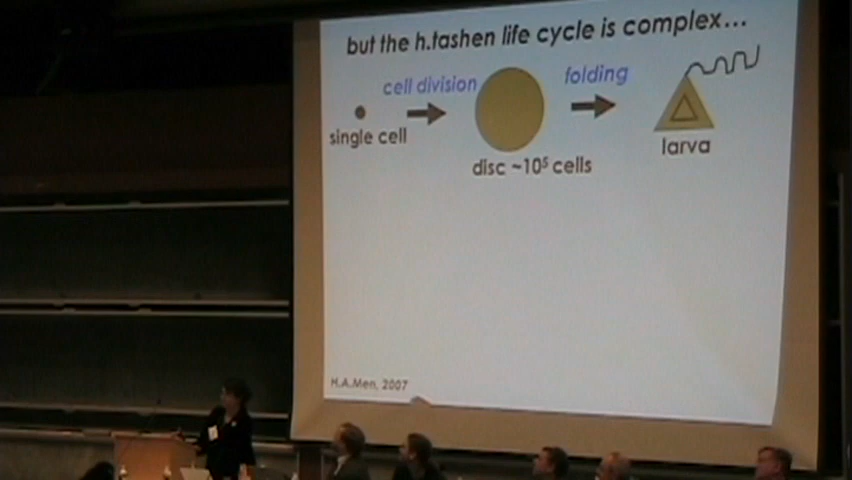 but the h.tashen life cycle is complex...
cell division
folding
single cell
disc ~10⁵ cells
larva
H.A.Men, 2007